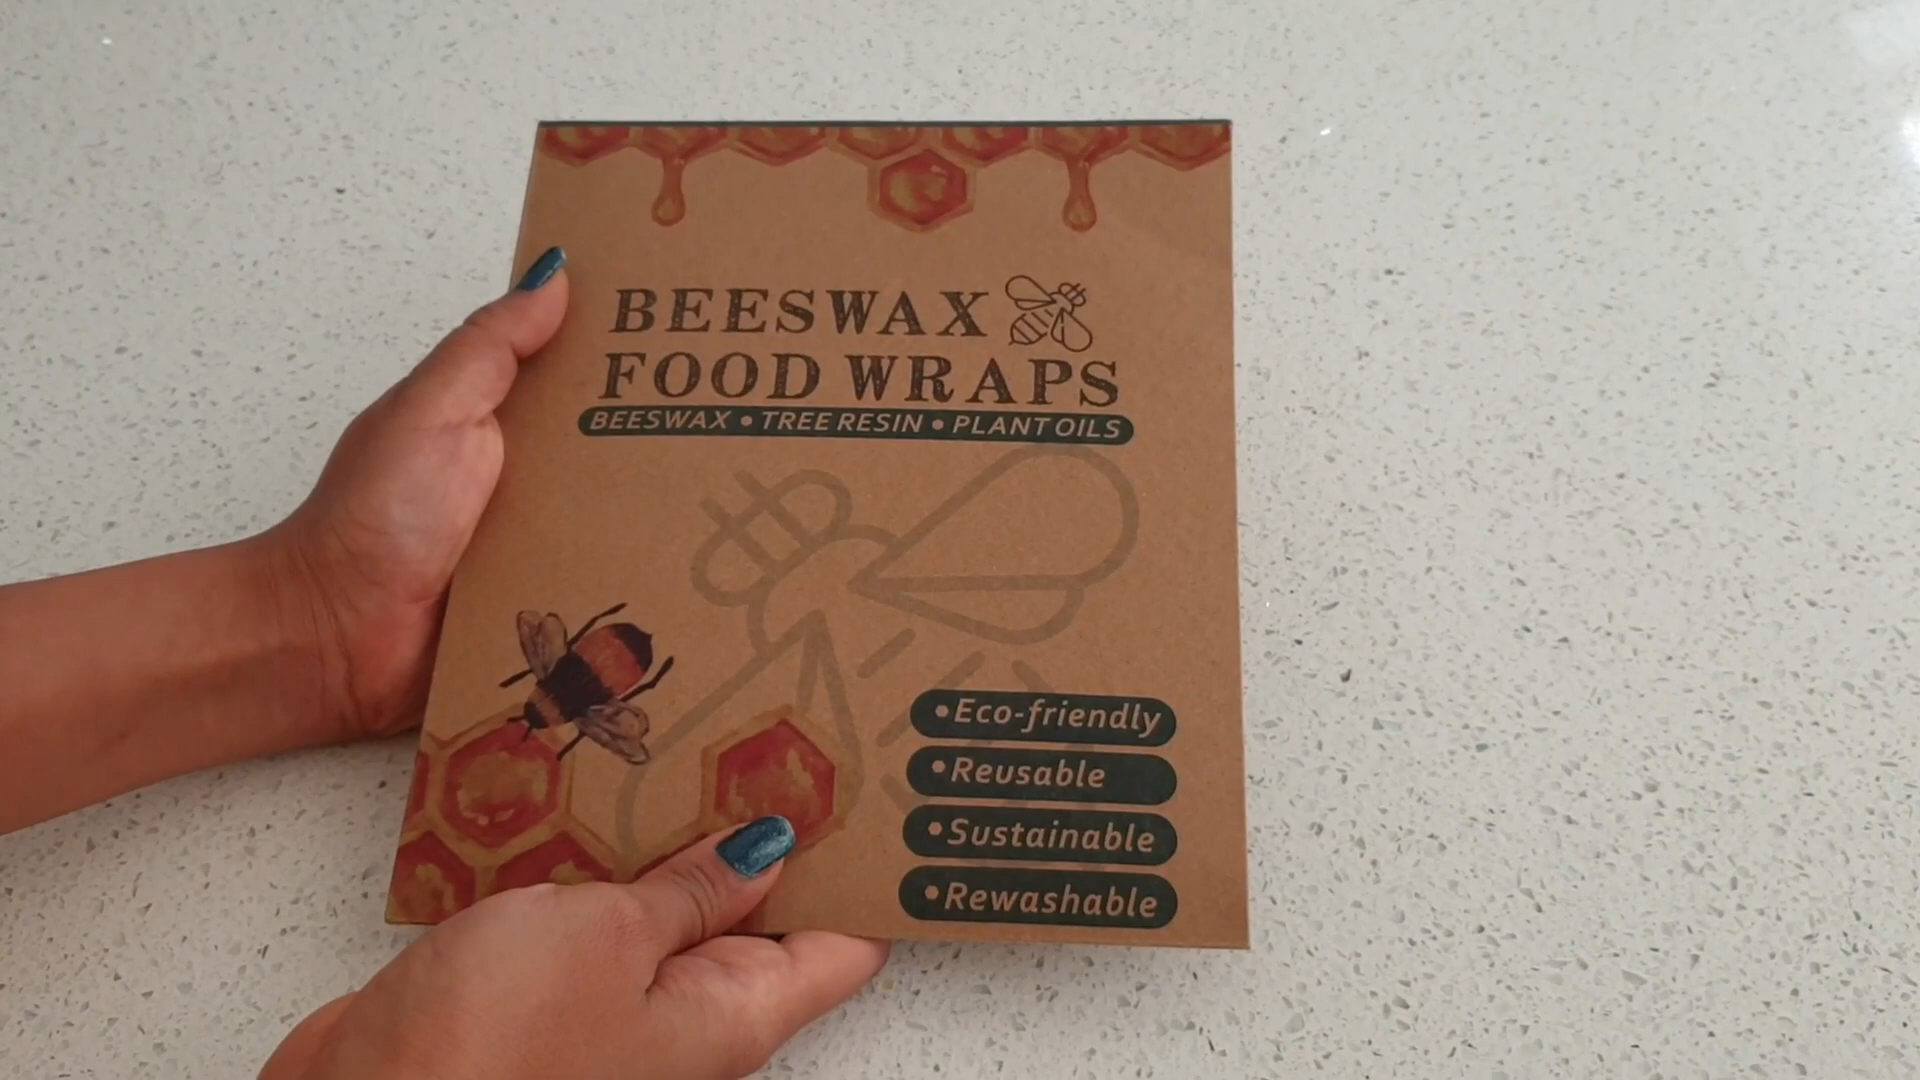 BEESWAX
FOOD WRAPS
BEESWAX • TREE RESIN • PLANT OILS
• Eco-friendly
• Reusable
• Sustainable
• Rewashable